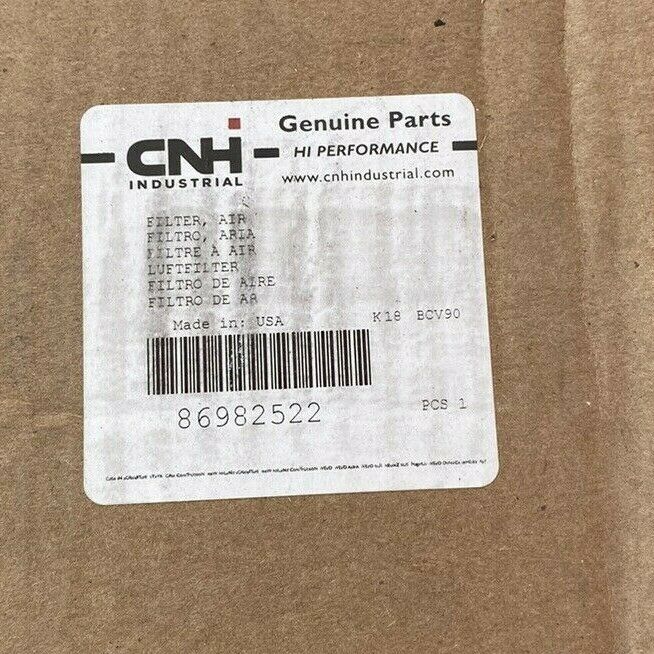 CNH
INDUSTRIAL
Genuine Parts
HI PERFORMANCE
www.cnhindustrial.com
FILTER, AIR
FILTRO, ARIA
FILTRE A AIR
LUFTFILTER
FILTRO DE AIRE
FILTRO DE AR
Made in: USA K18 BCV90
86982522 PCS 1